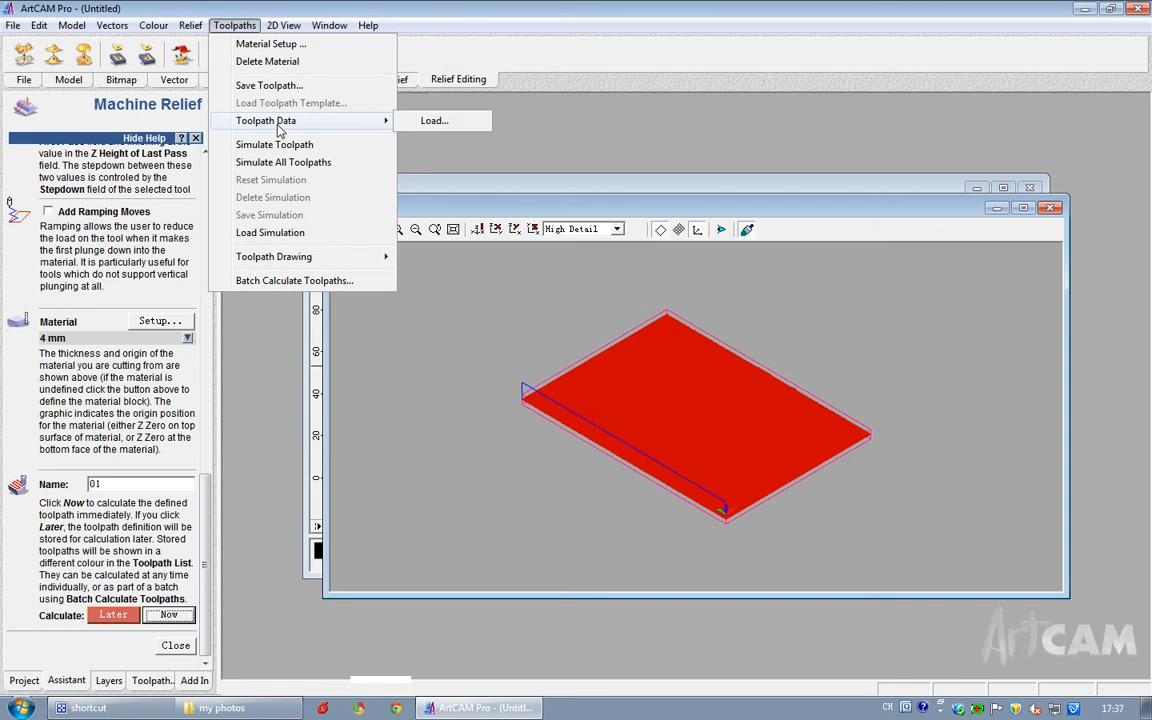 ArtCAM Pro - (Untitled)
File Edit Model Vectors Colour Relief Toolpaths 2D View Window Help
File Model Bitmap Vector
Relief Editing
Machine Relief
Hide Help ? X
value in the Z Height of Last Pass
field. The stepdown between these
two values is controled by the
Stepdown field of the selected tool
Add Ramping Moves
Ramping allows the user to reduce
the load on the tool when it makes
the first plunge down into the
material. It is particularly useful for
tools which do not support vertical
plunging at all.
Material
Setup...
4 mm
The thickness and origin of the
material you are cutting from are
shown above (if the material is
undefined click the button above to
define the material block). The
graphic indicates the origin position
for the material (either Z Zero on top
surface of material, or Z Zero at the
bottom face of the material).
Name: 01
Click Now to calculate the defined
toolpath immediately. If you click
Later, the toolpath definition will be
stored for calculation later. Stored
toolpaths will be shown in a
different colour in the Toolpath List.
They can be calculated at any time
individually, or as part of a batch
using Batch Calculate Toolpaths.
Calculate: Later Now
Close
Project Assistant Layers Toolpath.. Add In
Material Setup ...
Delete Material
Save Toolpath...
Load Toolpath Template...
Toolpath Data
Load...
Simulate Toolpath
Simulate All Toolpaths
Reset Simulation
Delete Simulation
Save Simulation
Load Simulation
Toolpath Drawing
Batch Calculate Toolpaths...
High Detail
80
60
40
20
0
ArtCAM
shortcut
my photos
ArtCAM Pro - (Untitl...
CH
17:37